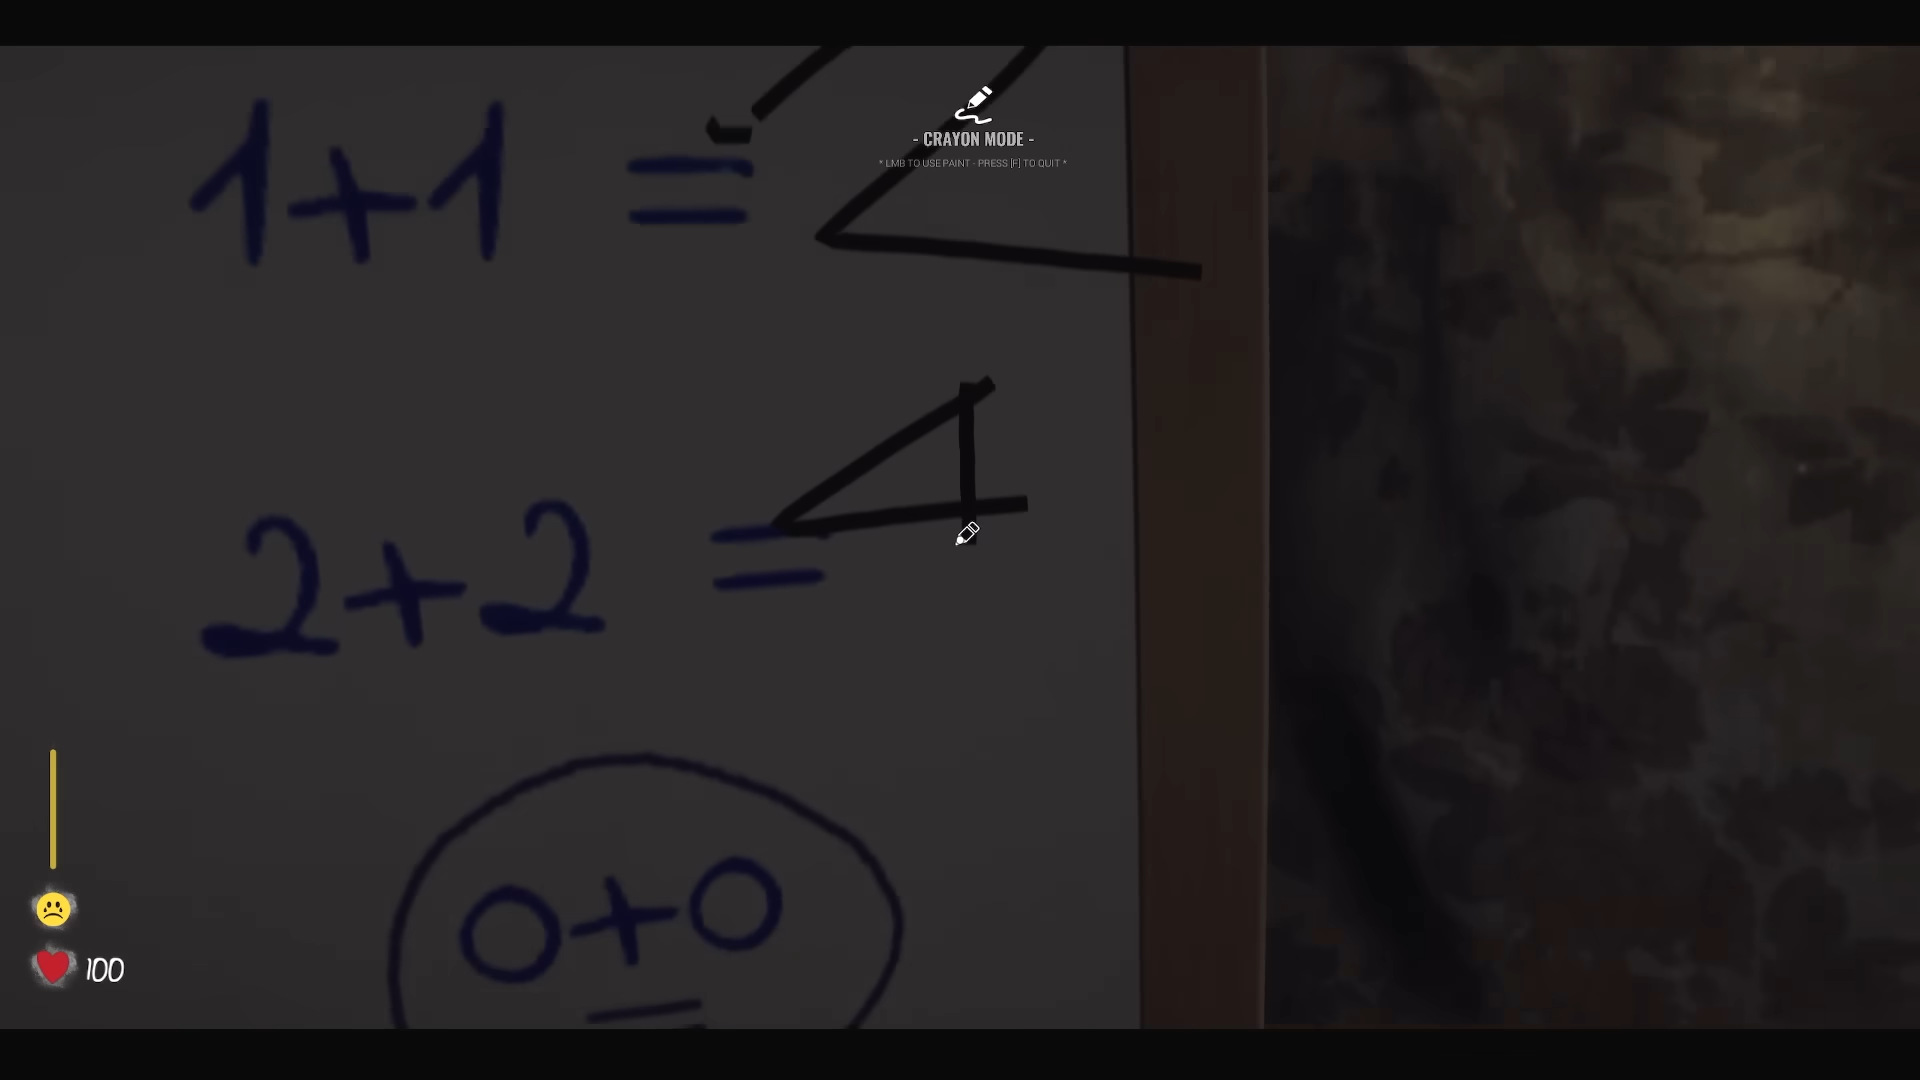 - CRAYON MODE -
* LMB TO USE PAINT - PRESS [F] TO QUIT *
1+1 = 2
2+2 = 4
0+0
=
100